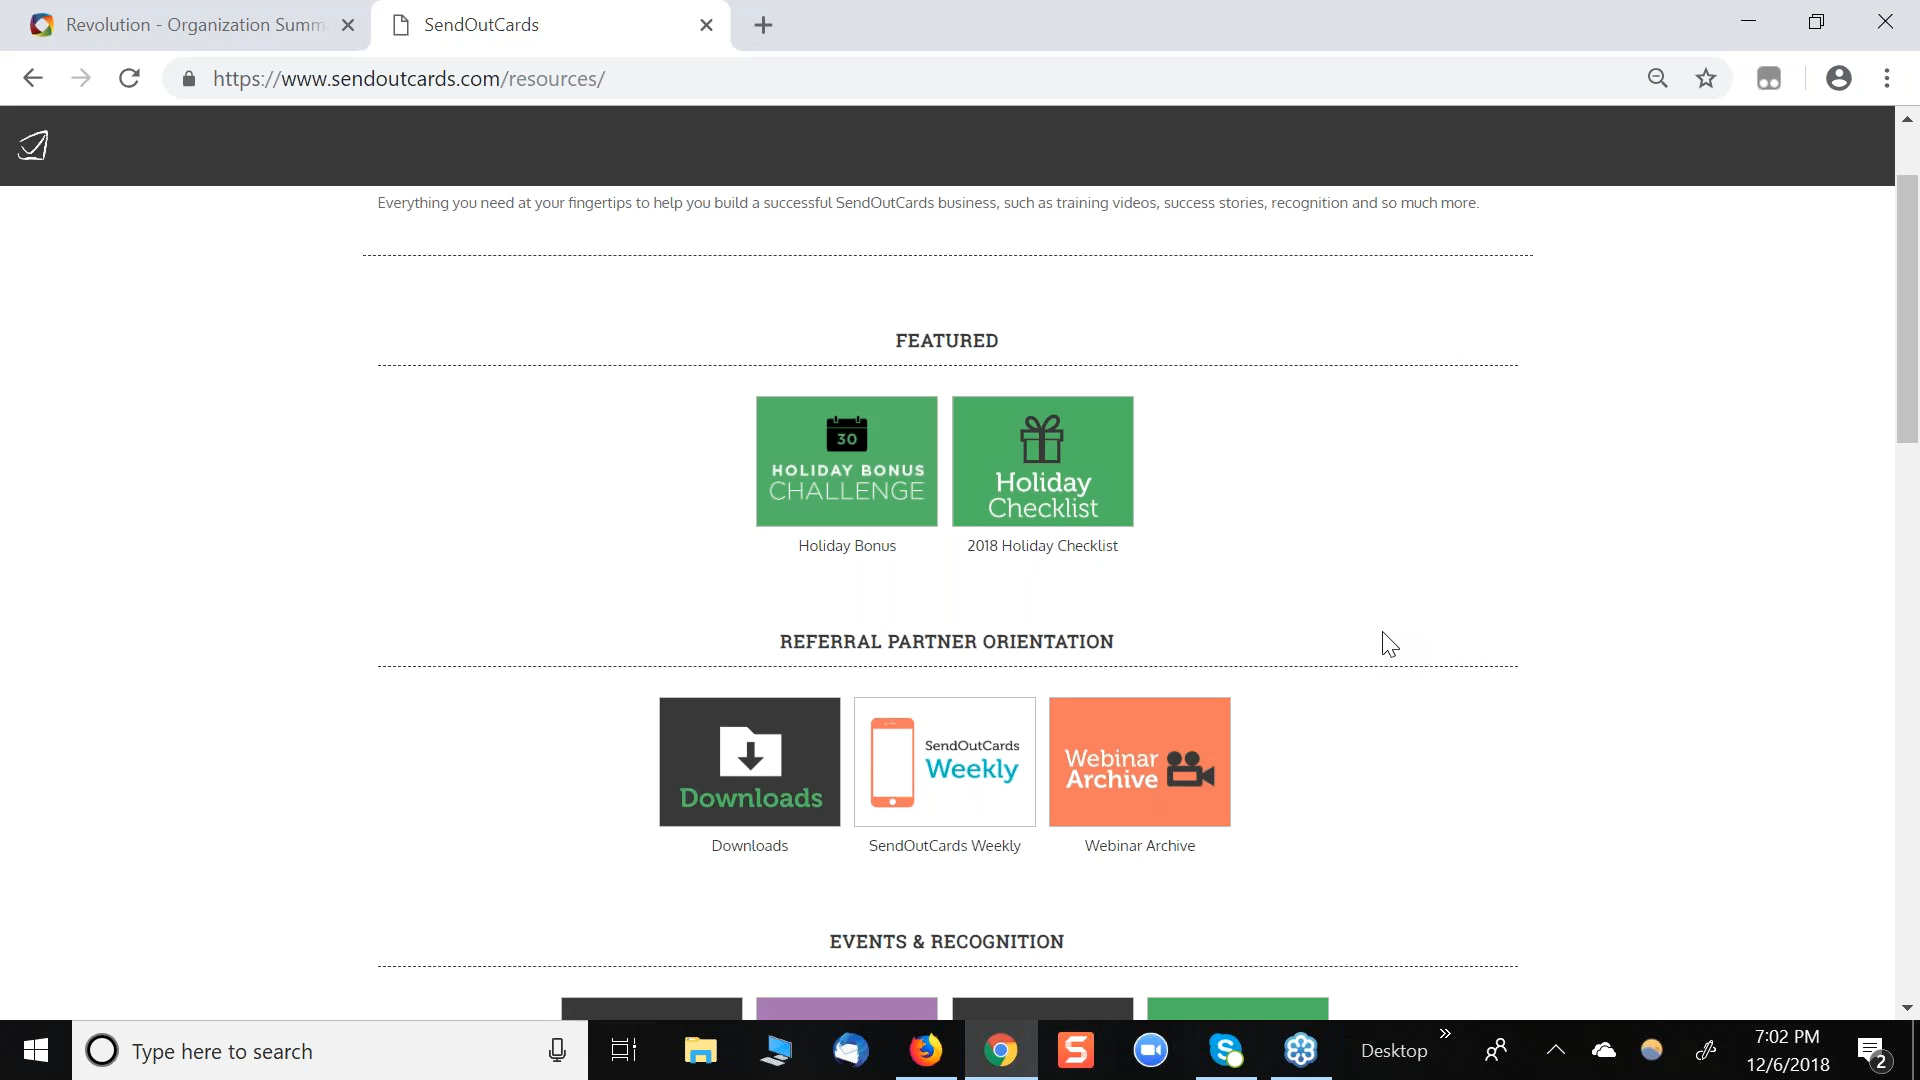 Revolution - Organization Summ
SendOutCards
https://www.sendoutcards.com/resources/
Everything you need at your fingertips to help you build a successful SendOutCards business, such as training videos, success stories, recognition and so much more.
FEATURED
30
HOLIDAY BONUS
CHALLENGE
Holiday
Checklist
Holiday Bonus
2018 Holiday Checklist
REFERRAL PARTNER ORIENTATION
Downloads
SendOutCards
Weekly
Webinar
Archive
Downloads
SendOutCards Weekly
Webinar Archive
EVENTS & RECOGNITION
Type here to search
S
S
Desktop
7:02 PM
12/6/2018
2